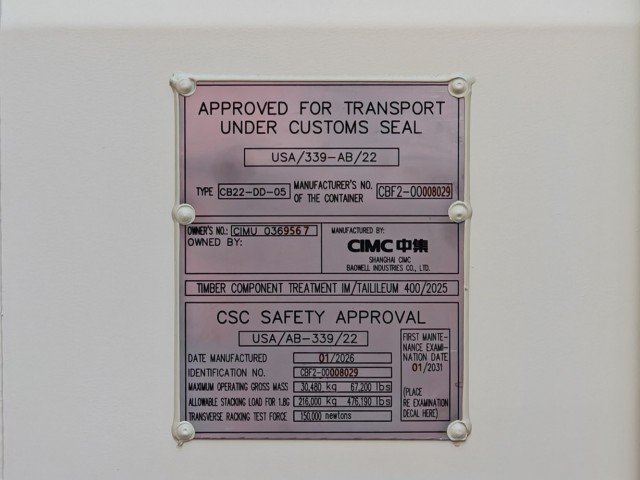 APPROVED FOR TRANSPORT
UNDER CUSTOMS SEAL
USA/339-AB/22
TYPE CB22-DD-05 MANUFACTURER'S NO. OF THE CONTAINER CBF2-00008029
OWNER'S NO.: CIMU 0369567
OWNED BY:
MANUFACTURED BY:
CIMC中集
SHANGHAI CIMC
BAOWELL INDUSTRIES CO., LTD.
TIMBER COMPONENT TREATMENT IM/TAILILEUM 400/2025
CSC SAFETY APPROVAL
USA/AB-339/22
DATE MANUFACTURED 01/2026
IDENTIFICATION NO. CBF2-00008029
MAXIMUM OPERATING GROSS MASS 30,480 kg 67,200 lbs
ALLOWABLE STACKING LOAD FOR 1.8G 216,000 kg 476,190 lbs
TRANSVERSE RACKING TEST FORCE 150,000 newtons
FIRST MAINTE-
NANCE EXAMI-
NATION DATE
01/2031
(PLACE
RE EXAMINATION
DECAL HERE)